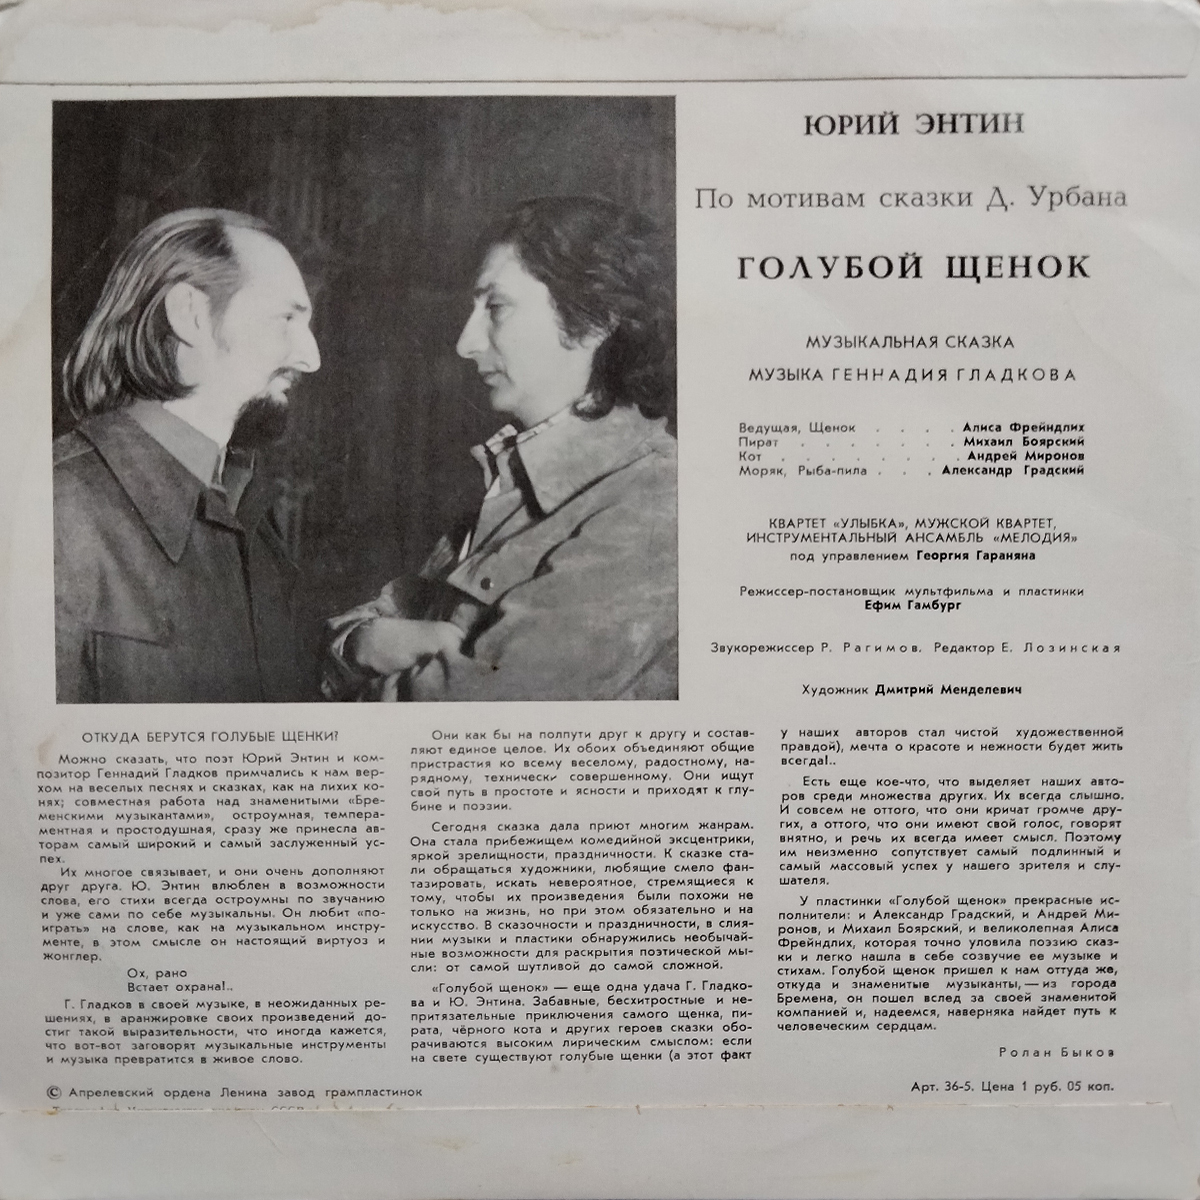 ЮРИЙ ЭНТИН
По мотивам сказки Д. Урбана
ГОЛУБОЙ ЩЕНОК
МУЗЫКАЛЬНАЯ СКАЗКА
МУЗЫКА ГЕННАДИЯ ГЛАДКОВА
Ведущая, Щенок . . . . Алиса Фрейндлих
Пират . . . . . . . Михаил Боярский
Кот . . . . . . . . Андрей Миронов
Моряк, Рыба-пила . . . Александр Градский
КВАРТЕТ «УЛЫБКА», МУЖСКОЙ КВАРТЕТ,
ИНСТРУМЕНТАЛЬНЫЙ АНСАМБЛЬ «МЕЛОДИЯ»
под управлением Георгия Гараняна
Режиссер-постановщик мультфильма и пластинки
Ефим Гамбург
Звукорежиссер Р. Рагимов. Редактор Е. Лозинская
Художник Дмитрий Менделевич
ОТКУДА БЕРУТСЯ ГОЛУБЫЕ ЩЕНКИ?
Можно сказать, что поэт Юрий Энтин и ком-
позитор Геннадий Гладков примчались к нам вер-
хом на веселых песнях и сказках, как на лихих ко-
нях; совместная работа над знаменитыми «Бре-
менскими музыкантами», остроумная, темпера-
ментная и простодушная, сразу же принесла ав-
торам самый широкий и самый заслуженный ус-
пех.
Их многое связывает, и они очень дополняют
друг друга. Ю. Энтин влюблен в возможности
слова, его стихи всегда остроумны по звучанию
и уже сами по себе музыкальны. Он любит «по-
играть» на слове, как на музыкальном инстру-
менте, в этом смысле он настоящий виртуоз и
жонглер.
Ох, рано
Встает охрана!..
Г. Гладков в своей музыке, в неожиданных ре-
шениях, в аранжировке своих произведений до-
стиг такой выразительности, что иногда кажется,
что вот-вот заговорят музыкальные инструменты
и музыка превратится в живое слово.
Они как бы на полпути друг к другу и состав-
ляют единое целое. Их обоих объединяют общие
пристрастия ко всему веселому, радостному, на-
рядному, технически совершенному. Они ищут
свой путь в простоте и ясности и приходят к глу-
бине и поэзии.
Сегодня сказка дала приют многим жанрам.
Она стала прибежищем комедийной эксцентрики,
яркой зрелищности, праздничности. К сказке ста-
ли обращаться художники, любящие смело фан-
тазировать, искать невероятное, стремящиеся к
тому, чтобы их произведения были похожи не
только на жизнь, но при этом обязательно и на
искусство. В сказочности и праздничности, в слия-
нии музыки и пластики обнаружились необычай-
ные возможности для раскрытия поэтической мы-
сли: от самой шутливой до самой сложной.
«Голубой щенок» — еще одна удача Г. Гладко-
ва и Ю. Энтина. Забавные, бесхитростные и не-
притязательные приключения самого щенка, пи-
рата, чёрного кота и других героев сказки обо-
рачиваются высоким лирическим смыслом: если
на свете существуют голубые щенки (а этот факт
у наших авторов стал чистой художественной
правдой), мечта о красоте и нежности будет жить
всегда!..
Есть еще кое-что, что выделяет наших авто-
ров среди множества других. Их всегда слышно.
И совсем не оттого, что они кричат громче дру-
гих, а оттого, что они имеют свой голос, говорят
внятно, и речь их всегда имеет смысл. Поэтому
им неизменно сопутствует самый подлинный и
самый массовый успех у нашего зрителя и слу-
шателя.
У пластинки «Голубой щенок» прекрасные ис-
полнители: и Александр Градский, и Андрей Ми-
ронов, и Михаил Боярский, и великолепная Алиса
Фрейндлих, которая точно уловила поэзию сказ-
ки и легко нашла в себе созвучие ее музыке и
стихам. Голубой щенок пришел к нам оттуда же,
откуда и знаменитые музыканты, — из города
Бремена, он пошел вслед за своей знаменитой
компанией и, надеемся, наверняка найдет путь к
человеческим сердцам.
Ролан Быков
© Апрелевский ордена Ленина завод грампластинок
Арт. 36-5. Цена 1 руб. 05 коп.